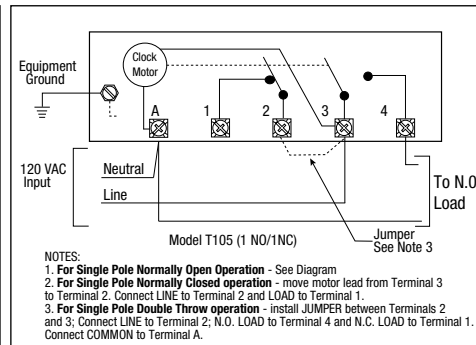 Equipment
Ground
Clock
Motor
A
1
2
3
4
120 VAC
Input
Neutral
Line
To N.O
Load
Jumper
See Note 3
Model T105 (1 NO/1NC)
NOTES:
1. For Single Pole Normally Open Operation - See Diagram
2. For Single Pole Normally Closed operation - move motor lead from Terminal 3
to Terminal 2. Connect LINE to Terminal 2 and LOAD to Terminal 1.
3. For Single Pole Double Throw operation - install JUMPER between Terminals 2
and 3; Connect LINE to Terminal 2; N.O. LOAD to Terminal 4 and N.C. LOAD to Terminal 1.
Connect COMMON to Terminal A.